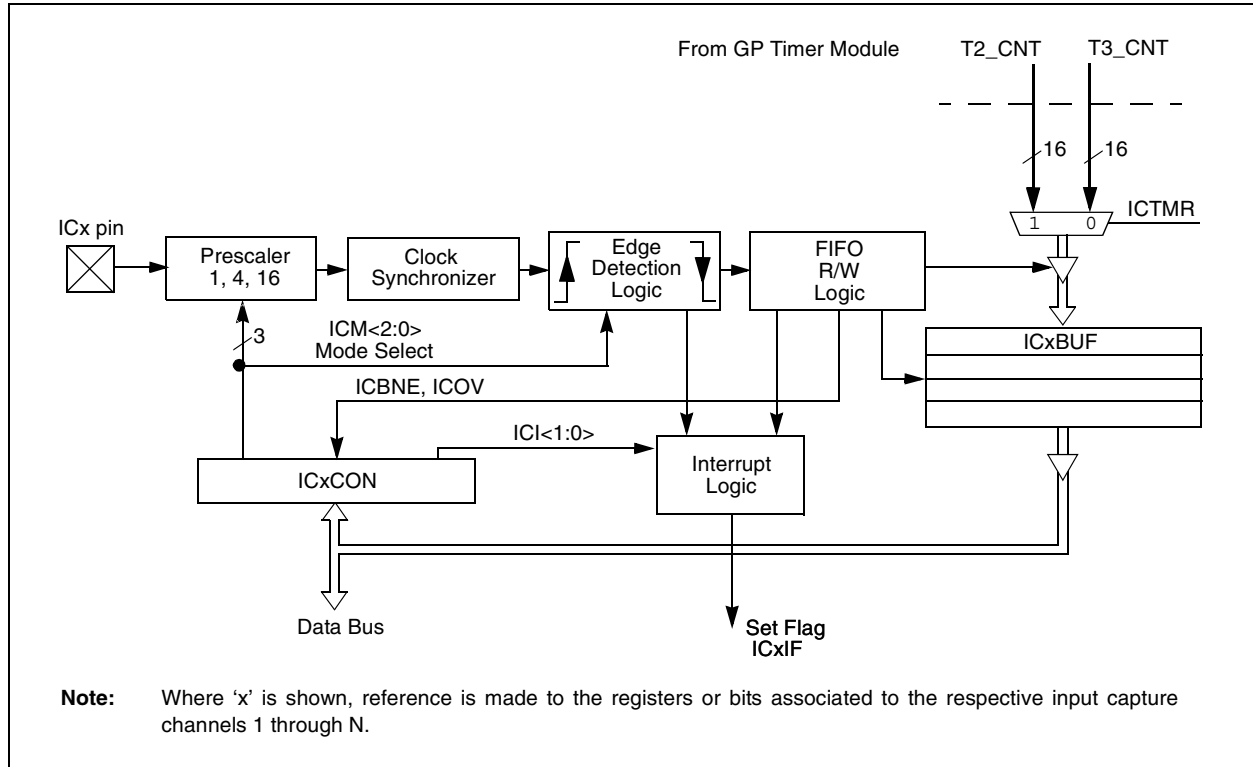 From GP Timer Module
T2_CNT
T3_CNT
16
16
ICx pin
1 0
ICTMR
Prescaler
1, 4, 16
Clock
Synchronizer
Edge
Detection
Logic
FIFO
R/W
Logic
3
ICM<2:0>
Mode Select
ICxBUF
ICBNE, ICOV
ICI<1:0>
Interrupt
Logic
ICxCON
Data Bus
Set Flag
ICxIF
Note: Where ‘x’ is shown, reference is made to the registers or bits associated to the respective input capture
channels 1 through N.